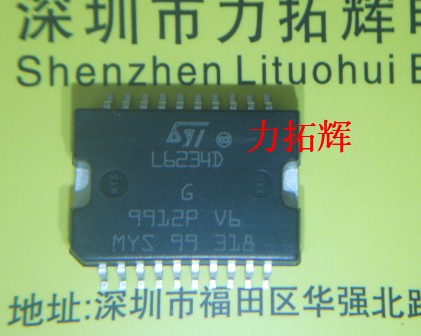 深圳市力拓辉
Shenzhen Lituohui E
ST
力拓辉
L6234D
G
9912P V6
MYS 99 318
地址:深圳市福田区华强北路